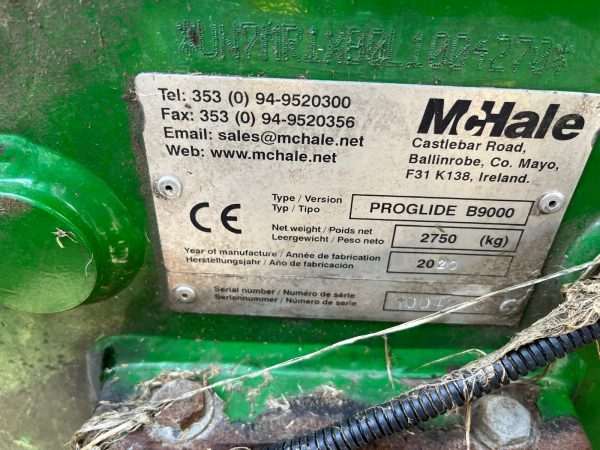 Tel: 353 (0) 94-9520300
Fax: 353 (0) 94-9520356
Email: sales@mchale.net
Web: www.mchale.net
McHale
Castlebar Road,
Ballinrobe, Co. Mayo,
F31 K138, Ireland.
CE
Type / Version
Typ / Tipo
PROGLIDE B9000
Net weight / Poids net
Leergewicht / Peso neto
2750 (kg)
Year of manufacture / Année de fabrication
Herstellungsjahr / Año de fabricación
2020
Serial number / Numéro de série
Seriennummer / Número de serie